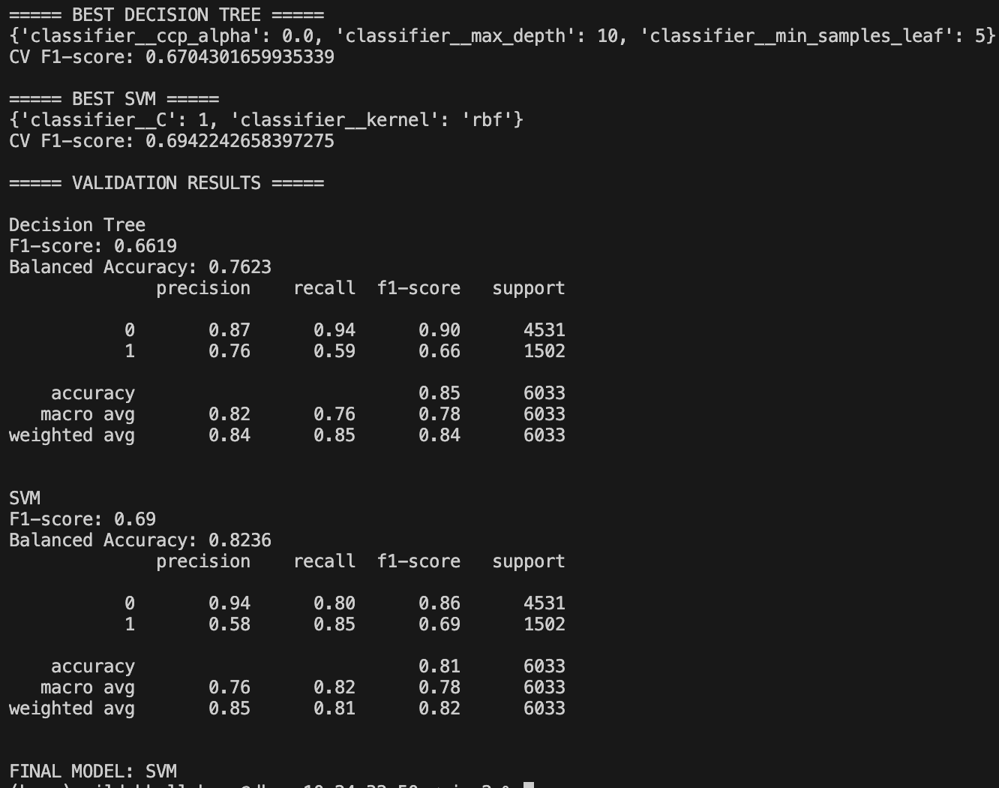 ===== BEST DECISION TREE =====
{'classifier__ccp_alpha': 0.0, 'classifier__max_depth': 10, 'classifier__min_samples_leaf': 5}
CV F1-score: 0.6704301659935339
===== BEST SVM =====
{'classifier__C': 1, 'classifier__kernel': 'rbf'}
CV F1-score: 0.6942242658397275
===== VALIDATION RESULTS =====
Decision Tree
F1-score: 0.6619
Balanced Accuracy: 0.7623
precision recall f1-score support
0 0.87 0.94 0.90 4531
1 0.76 0.59 0.66 1502
accuracy 0.85 6033
macro avg 0.82 0.76 0.78 6033
weighted avg 0.84 0.85 0.84 6033
SVM
F1-score: 0.69
Balanced Accuracy: 0.8236
precision recall f1-score support
0 0.94 0.80 0.86 4531
1 0.58 0.85 0.69 1502
accuracy 0.81 6033
macro avg 0.76 0.82 0.78 6033
weighted avg 0.85 0.81 0.82 6033
FINAL MODEL: SVM